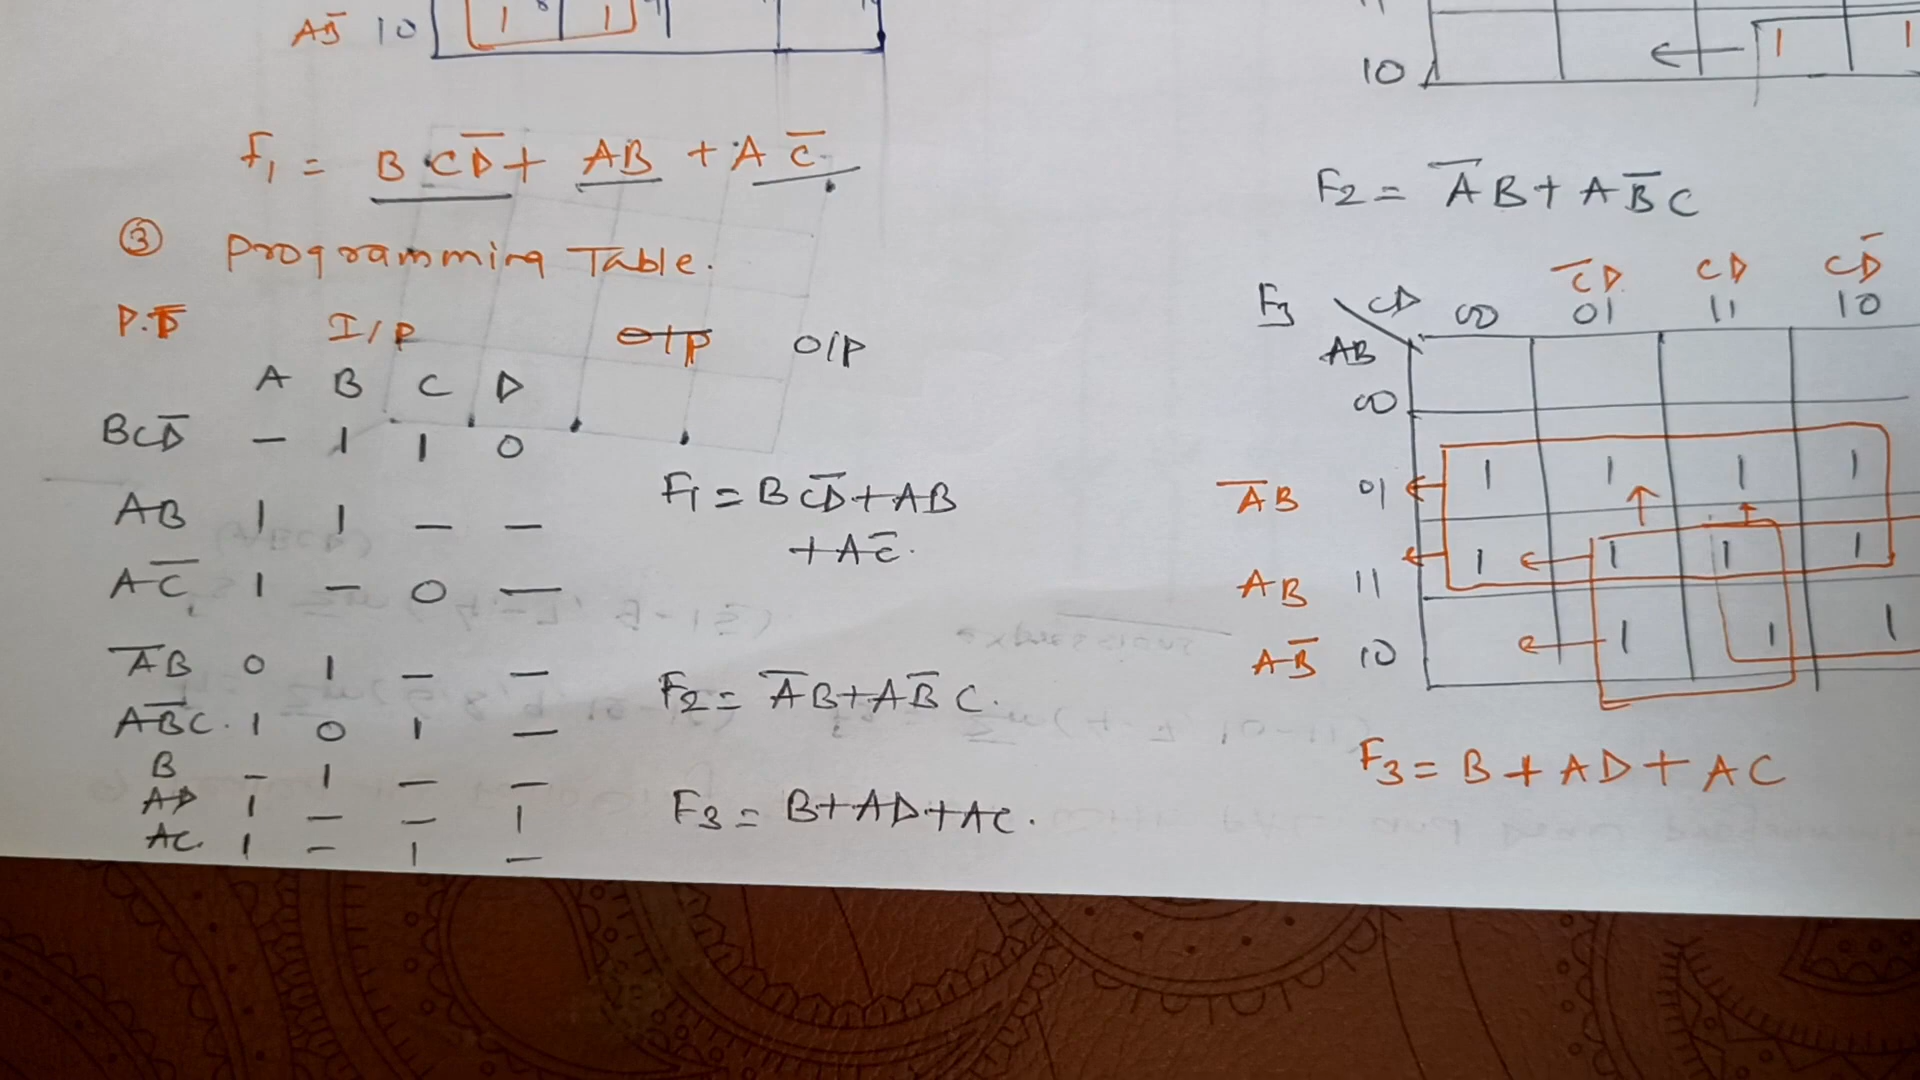 AB̅ 10 1 1
F₁ = BCD̅ + AB + AC̅
③ Programming Table.
P.T I/P O/P O/P
A B C D
BCD̅ – 1 1 0
AB 1 1 – –
AC̅ 1 – 0 –
F₁ = BCD̅ + AB
+ AC̅.
A̅B 0 1 – –
AB̅C. 1 0 1 –
F₂ = A̅B + AB̅C.
B – 1 – –
AD 1 – – 1
AC. 1 – 1 –
F₃ = B + AD + AC.
10 1 1
F₂ = A̅B + AB̅C
C̅D CD CD̅
F₃ CD 00 01 11 10
AB
00
A̅B 01 1 1 1 1
AB 11 1 1 1 1
AB̅ 10 1 1 1
F₃ = B + AD + AC